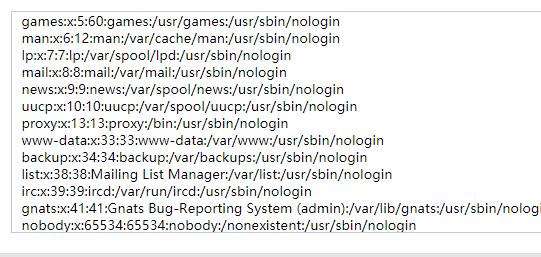 games:x:5:60:games:/usr/games:/usr/sbin/nologin
man:x:6:12:man:/var/cache/man:/usr/sbin/nologin
lp:x:7:7:lp:/var/spool/lpd:/usr/sbin/nologin
mail:x:8:8:mail:/var/mail:/usr/sbin/nologin
news:x:9:9:news:/var/spool/news:/usr/sbin/nologin
uucp:x:10:10:uucp:/var/spool/uucp:/usr/sbin/nologin
proxy:x:13:13:proxy:/bin:/usr/sbin/nologin
www-data:x:33:33:www-data:/var/www:/usr/sbin/nologin
backup:x:34:34:backup:/var/backups:/usr/sbin/nologin
list:x:38:38:Mailing List Manager:/var/list:/usr/sbin/nologin
irc:x:39:39:ircd:/var/run/ircd:/usr/sbin/nologin
gnats:x:41:41:Gnats Bug-Reporting System (admin):/var/lib/gnats:/usr/sbin/nologi
nobody:x:65534:65534:nobody:/nonexistent:/usr/sbin/nologin